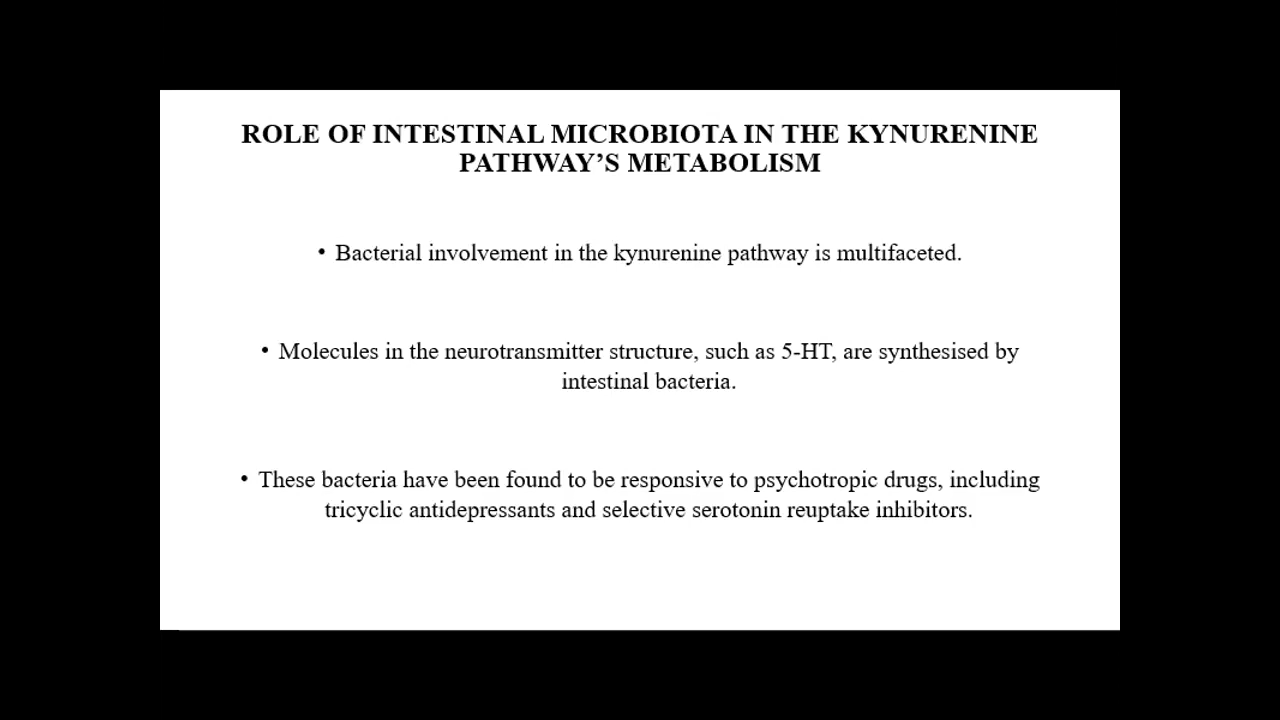 ROLE OF INTESTINAL MICROBIOTA IN THE KYNURENINE
PATHWAY’S METABOLISM
• Bacterial involvement in the kynurenine pathway is multifaceted.
• Molecules in the neurotransmitter structure, such as 5-HT, are synthesised by
intestinal bacteria.
• These bacteria have been found to be responsive to psychotropic drugs, including
tricyclic antidepressants and selective serotonin reuptake inhibitors.